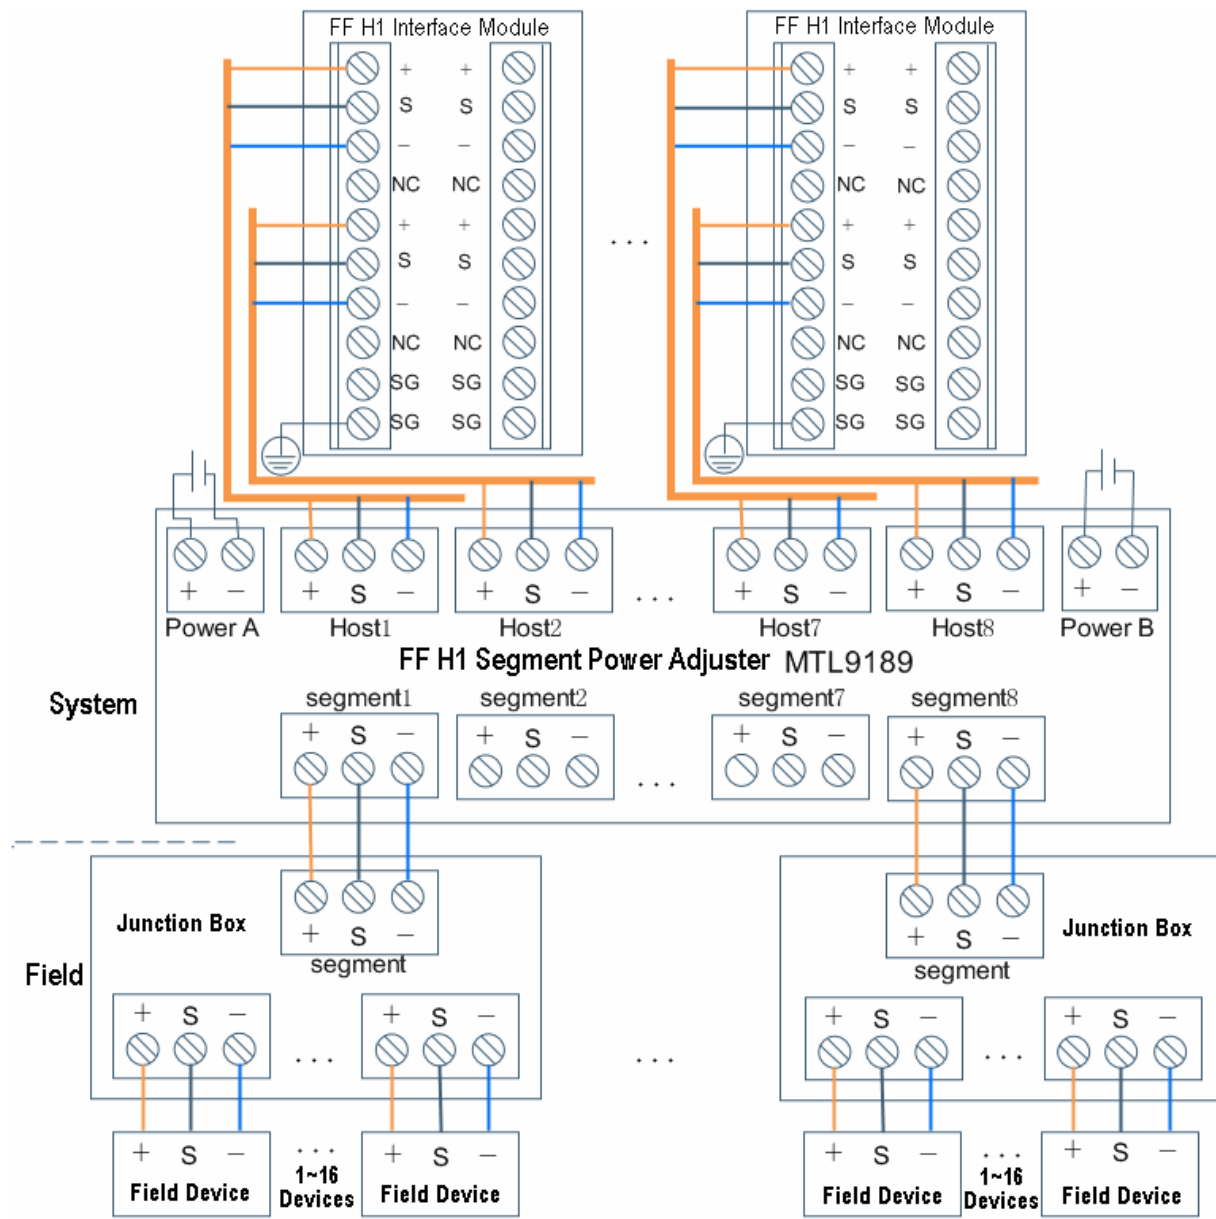 FF H1 Interface Module FF H1 Interface Module
+ + + +
S S S S
− − − −
NC NC NC NC
+ + + +
. . .
S S S S
− − − −
NC NC NC NC
SG SG SG SG
SG SG SG SG
+ − + S − + S − . . . + S − + S − + −
Power A Host1 Host2 Host7 Host8 Power B
FF H1 Segment Power Adjuster MTL9189
System
segment1 segment2 segment7 segment8
+ S − + S − . . . + S − + S −
Junction Box Junction Box
+ S − + S −
segment segment
Field
+ S − . . . + S − . . . + S − . . . + S −
+ S − . . . + S − + S − . . . + S −
1~16 1~16
Field Device Devices Field Device Field Device Devices Field Device